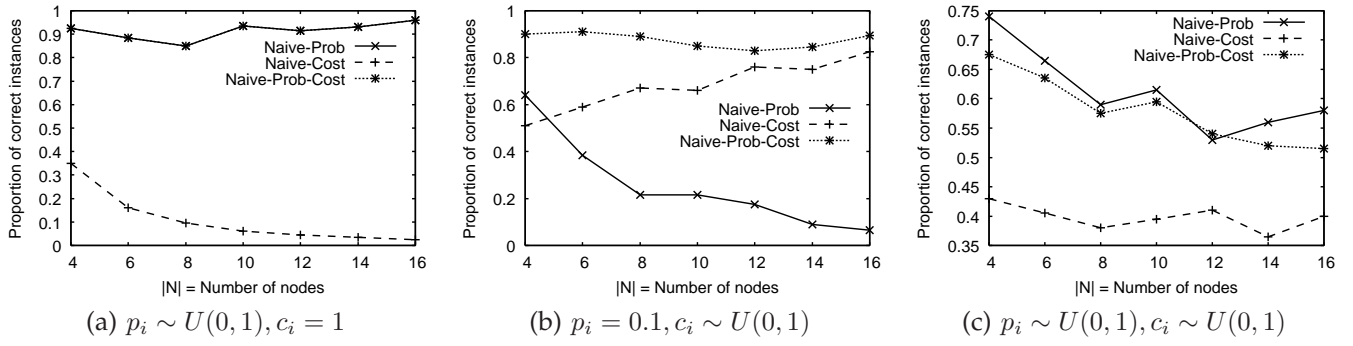 Proportion of correct instances
1
0.9
0.8
0.7
0.6
0.5
0.4
0.3
0.2
0.1
0
Naive-Prob
Naive-Cost
Naive-Prob-Cost
4 6 8 10 12 14 16
|N| = Number of nodes
(a) p_i ∼ U(0, 1), c_i = 1
Proportion of correct instances
1
0.8
0.6
0.4
0.2
0
Naive-Prob
Naive-Cost
Naive-Prob-Cost
4 6 8 10 12 14 16
|N| = Number of nodes
(b) p_i = 0.1, c_i ∼ U(0, 1)
Proportion of correct instances
0.75
0.7
0.65
0.6
0.55
0.5
0.45
0.4
0.35
Naive-Prob
Naive-Cost
Naive-Prob-Cost
4 6 8 10 12 14 16
|N| = Number of nodes
(c) p_i ∼ U(0, 1), c_i ∼ U(0, 1)